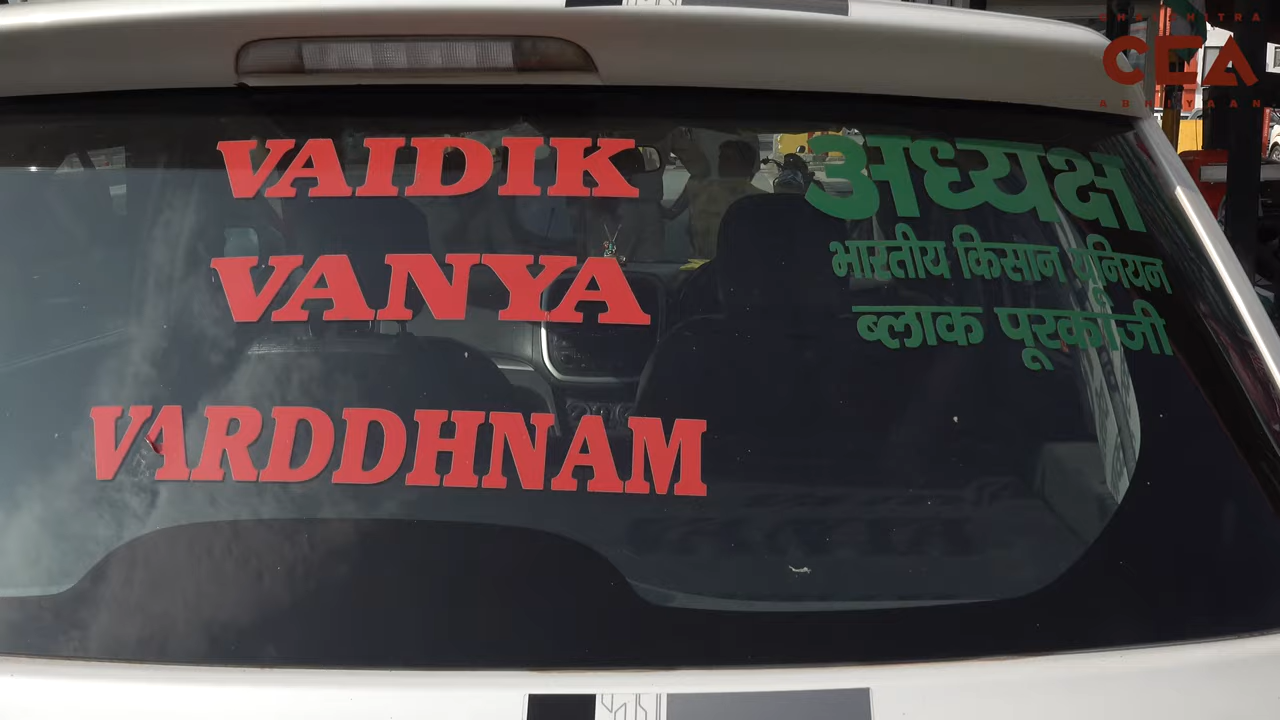 VAIDIK
VANYA
VARDDHNAM
अध्यक्ष
भारतीय किसान यूनियन
ब्लाक पूरकाजी
CEA